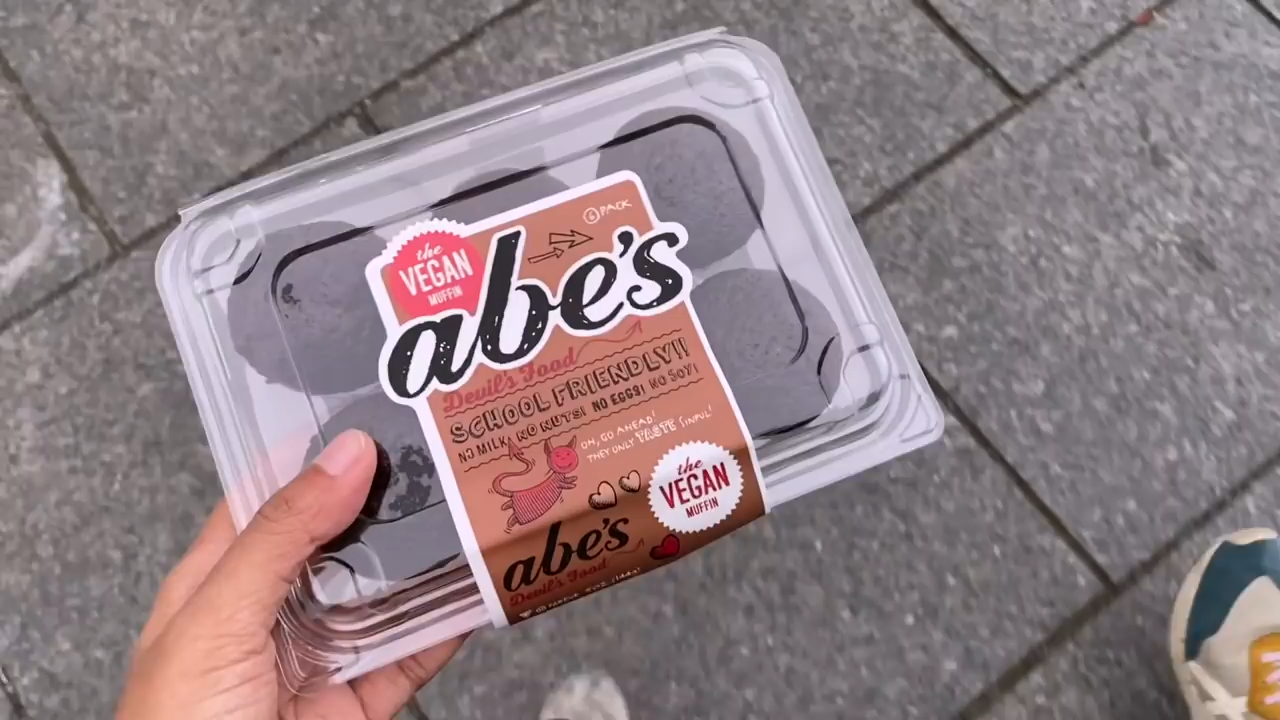 6 PACK
the
VEGAN
MUFFIN
abe's
Devil's Food
SCHOOL FRIENDLY!!
NO MILK! NO NUTS! NO EGGS! NO SOY!
OH, GO AHEAD!
THEY ONLY TASTE SINFUL!
the
VEGAN
MUFFIN
abe's
Devil's Food